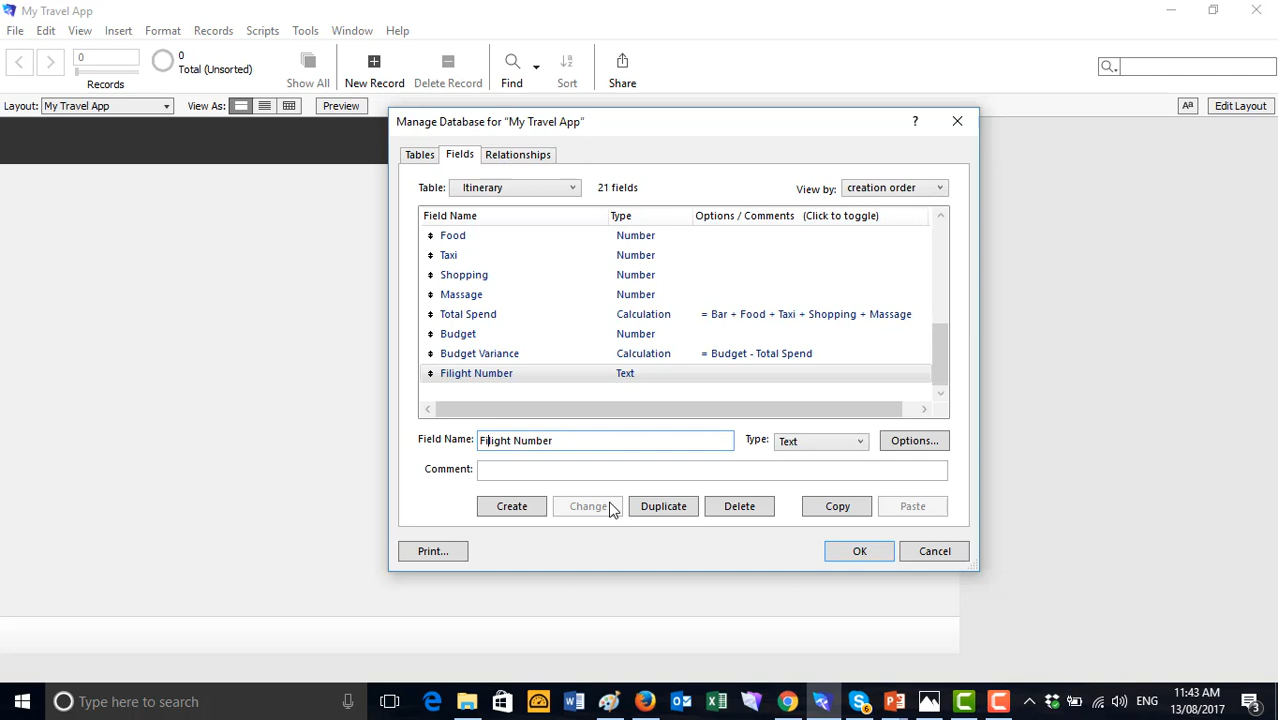 My Travel App
File Edit View Insert Format Records Scripts Tools Window Help
0
0
Total (Unsorted)
Records
Show All
New Record
Delete Record
Find
Sort
Share
Layout: My Travel App
View As:
Preview
Aª
Edit Layout
Manage Database for "My Travel App"
?
Tables Fields Relationships
Table: Itinerary
21 fields
View by: creation order
Field Name Type Options / Comments (Click to toggle)
Food Number
Taxi Number
Shopping Number
Massage Number
Total Spend Calculation = Bar + Food + Taxi + Shopping + Massage
Budget Number
Budget Variance Calculation = Budget - Total Spend
Filight Number Text
Field Name: Filight Number Type: Text Options...
Comment:
Create Change Duplicate Delete Copy Paste
Print... OK Cancel
Type here to search
ENG
11:43 AM
13/08/2017